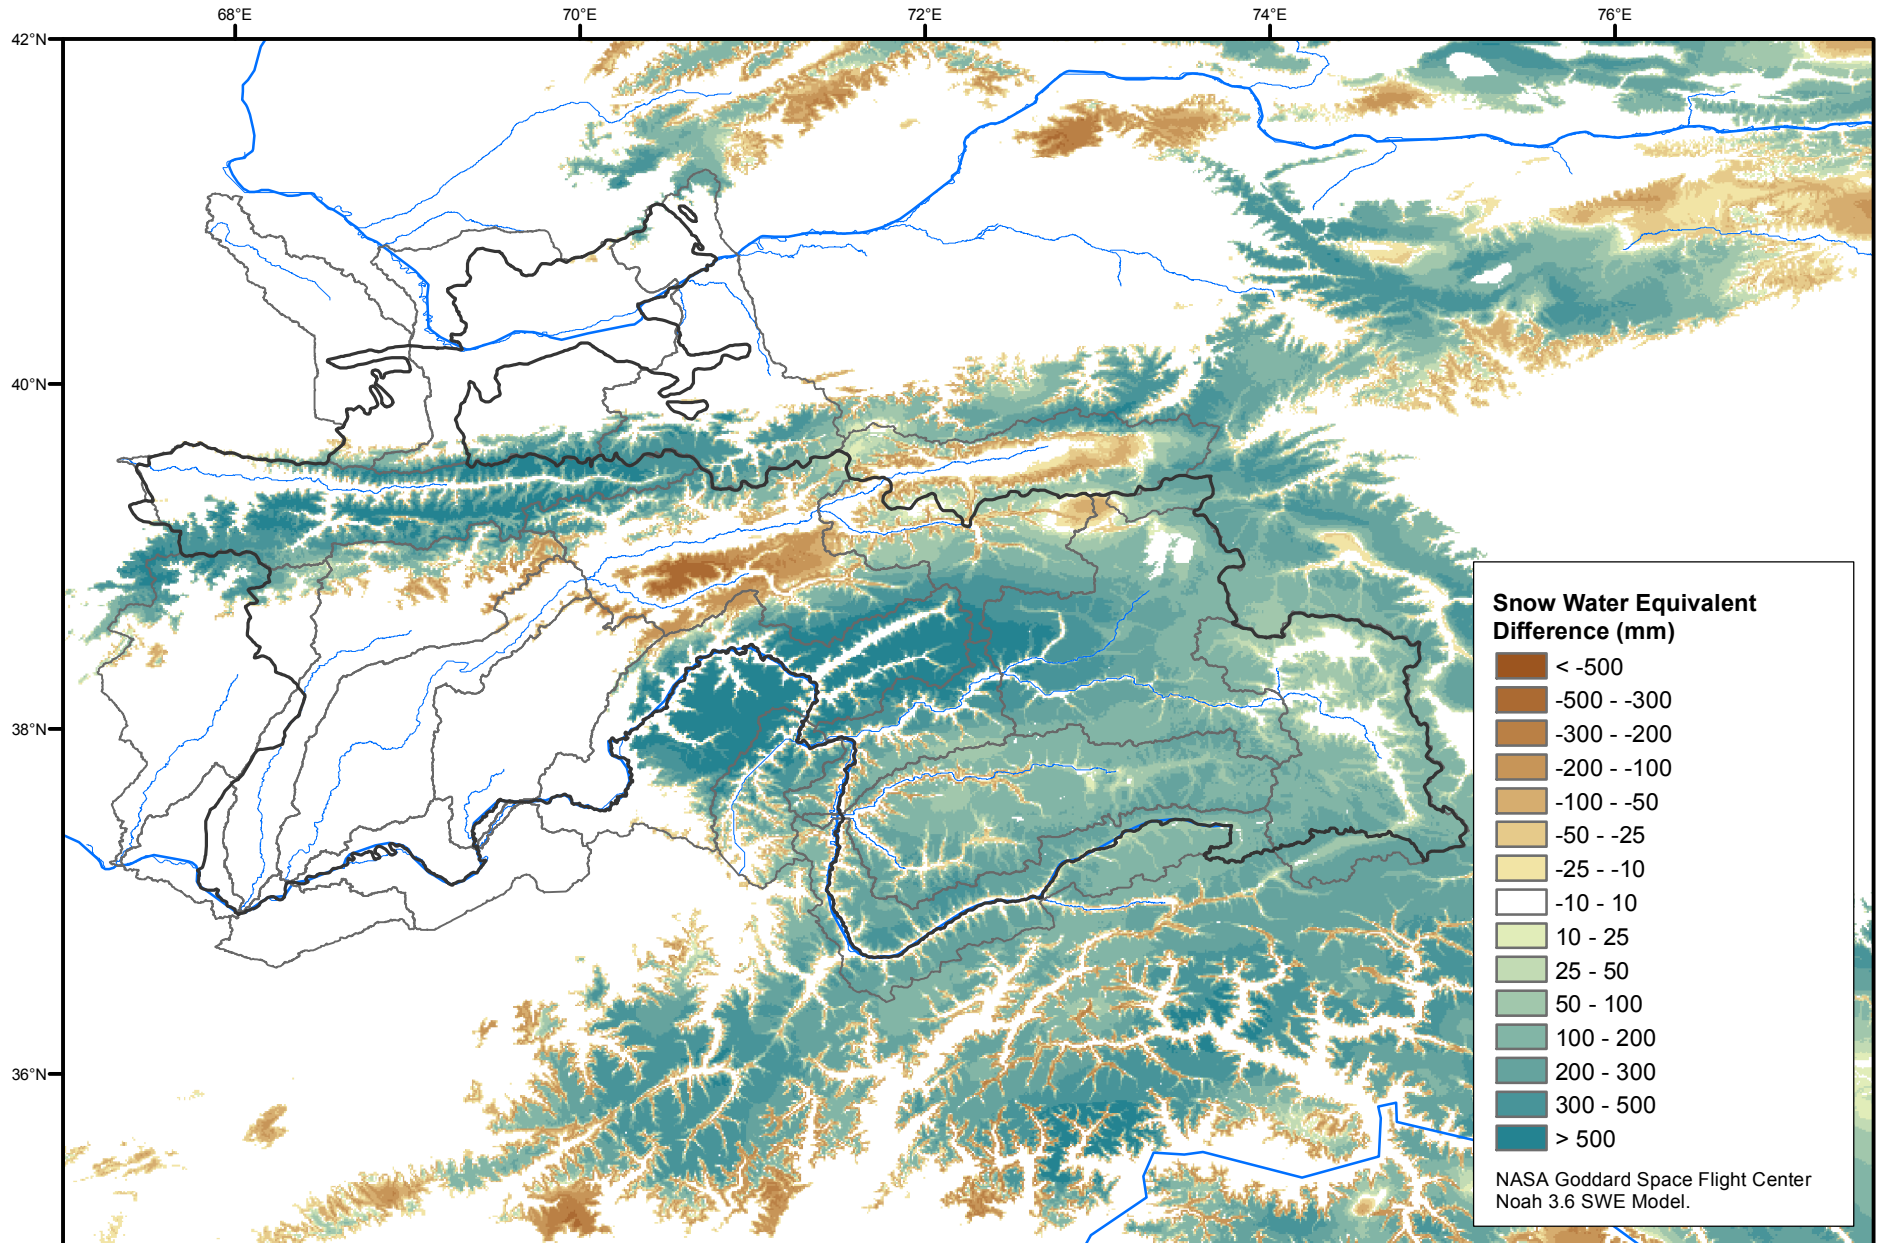 68°E
70°E
72°E
74°E
76°E
42°N
40°N
38°N
36°N
Snow Water Equivalent
Difference (mm)
< -500
-500 - -300
-300 - -200
-200 - -100
-100 - -50
-50 - -25
-25 - -10
-10 - 10
10 - 25
25 - 50
50 - 100
100 - 200
200 - 300
300 - 500
> 500
NASA Goddard Space Flight Center
Noah 3.6 SWE Model.